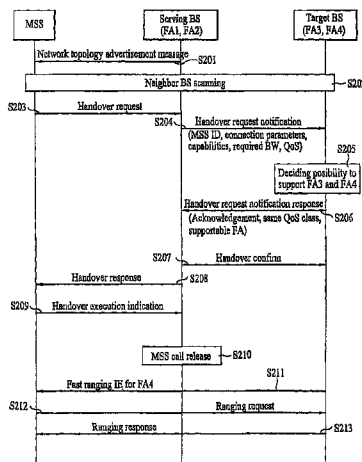 MSS
Serving BS
(FA1, FA2)
Target BS
(FA3, FA4)
Network topology advertisement message
S201
Neighbor BS scanning
S203
Handover request
S204
Handover request notification
(MSS ID, connection parameters,
capabilities, required BW, QoS)
S205
Deciding posibility to
support FA3 and FA4
Handover request notification response
(Acknowledgement, same QoS class,
supportable FA)
S206
S207
Handover confirm
Handover response
S208
S209
Handover execution indication
MSS call release
S210
Fast ranging IE for FA4
S211
S212
Ranging request
Ranging response
S213